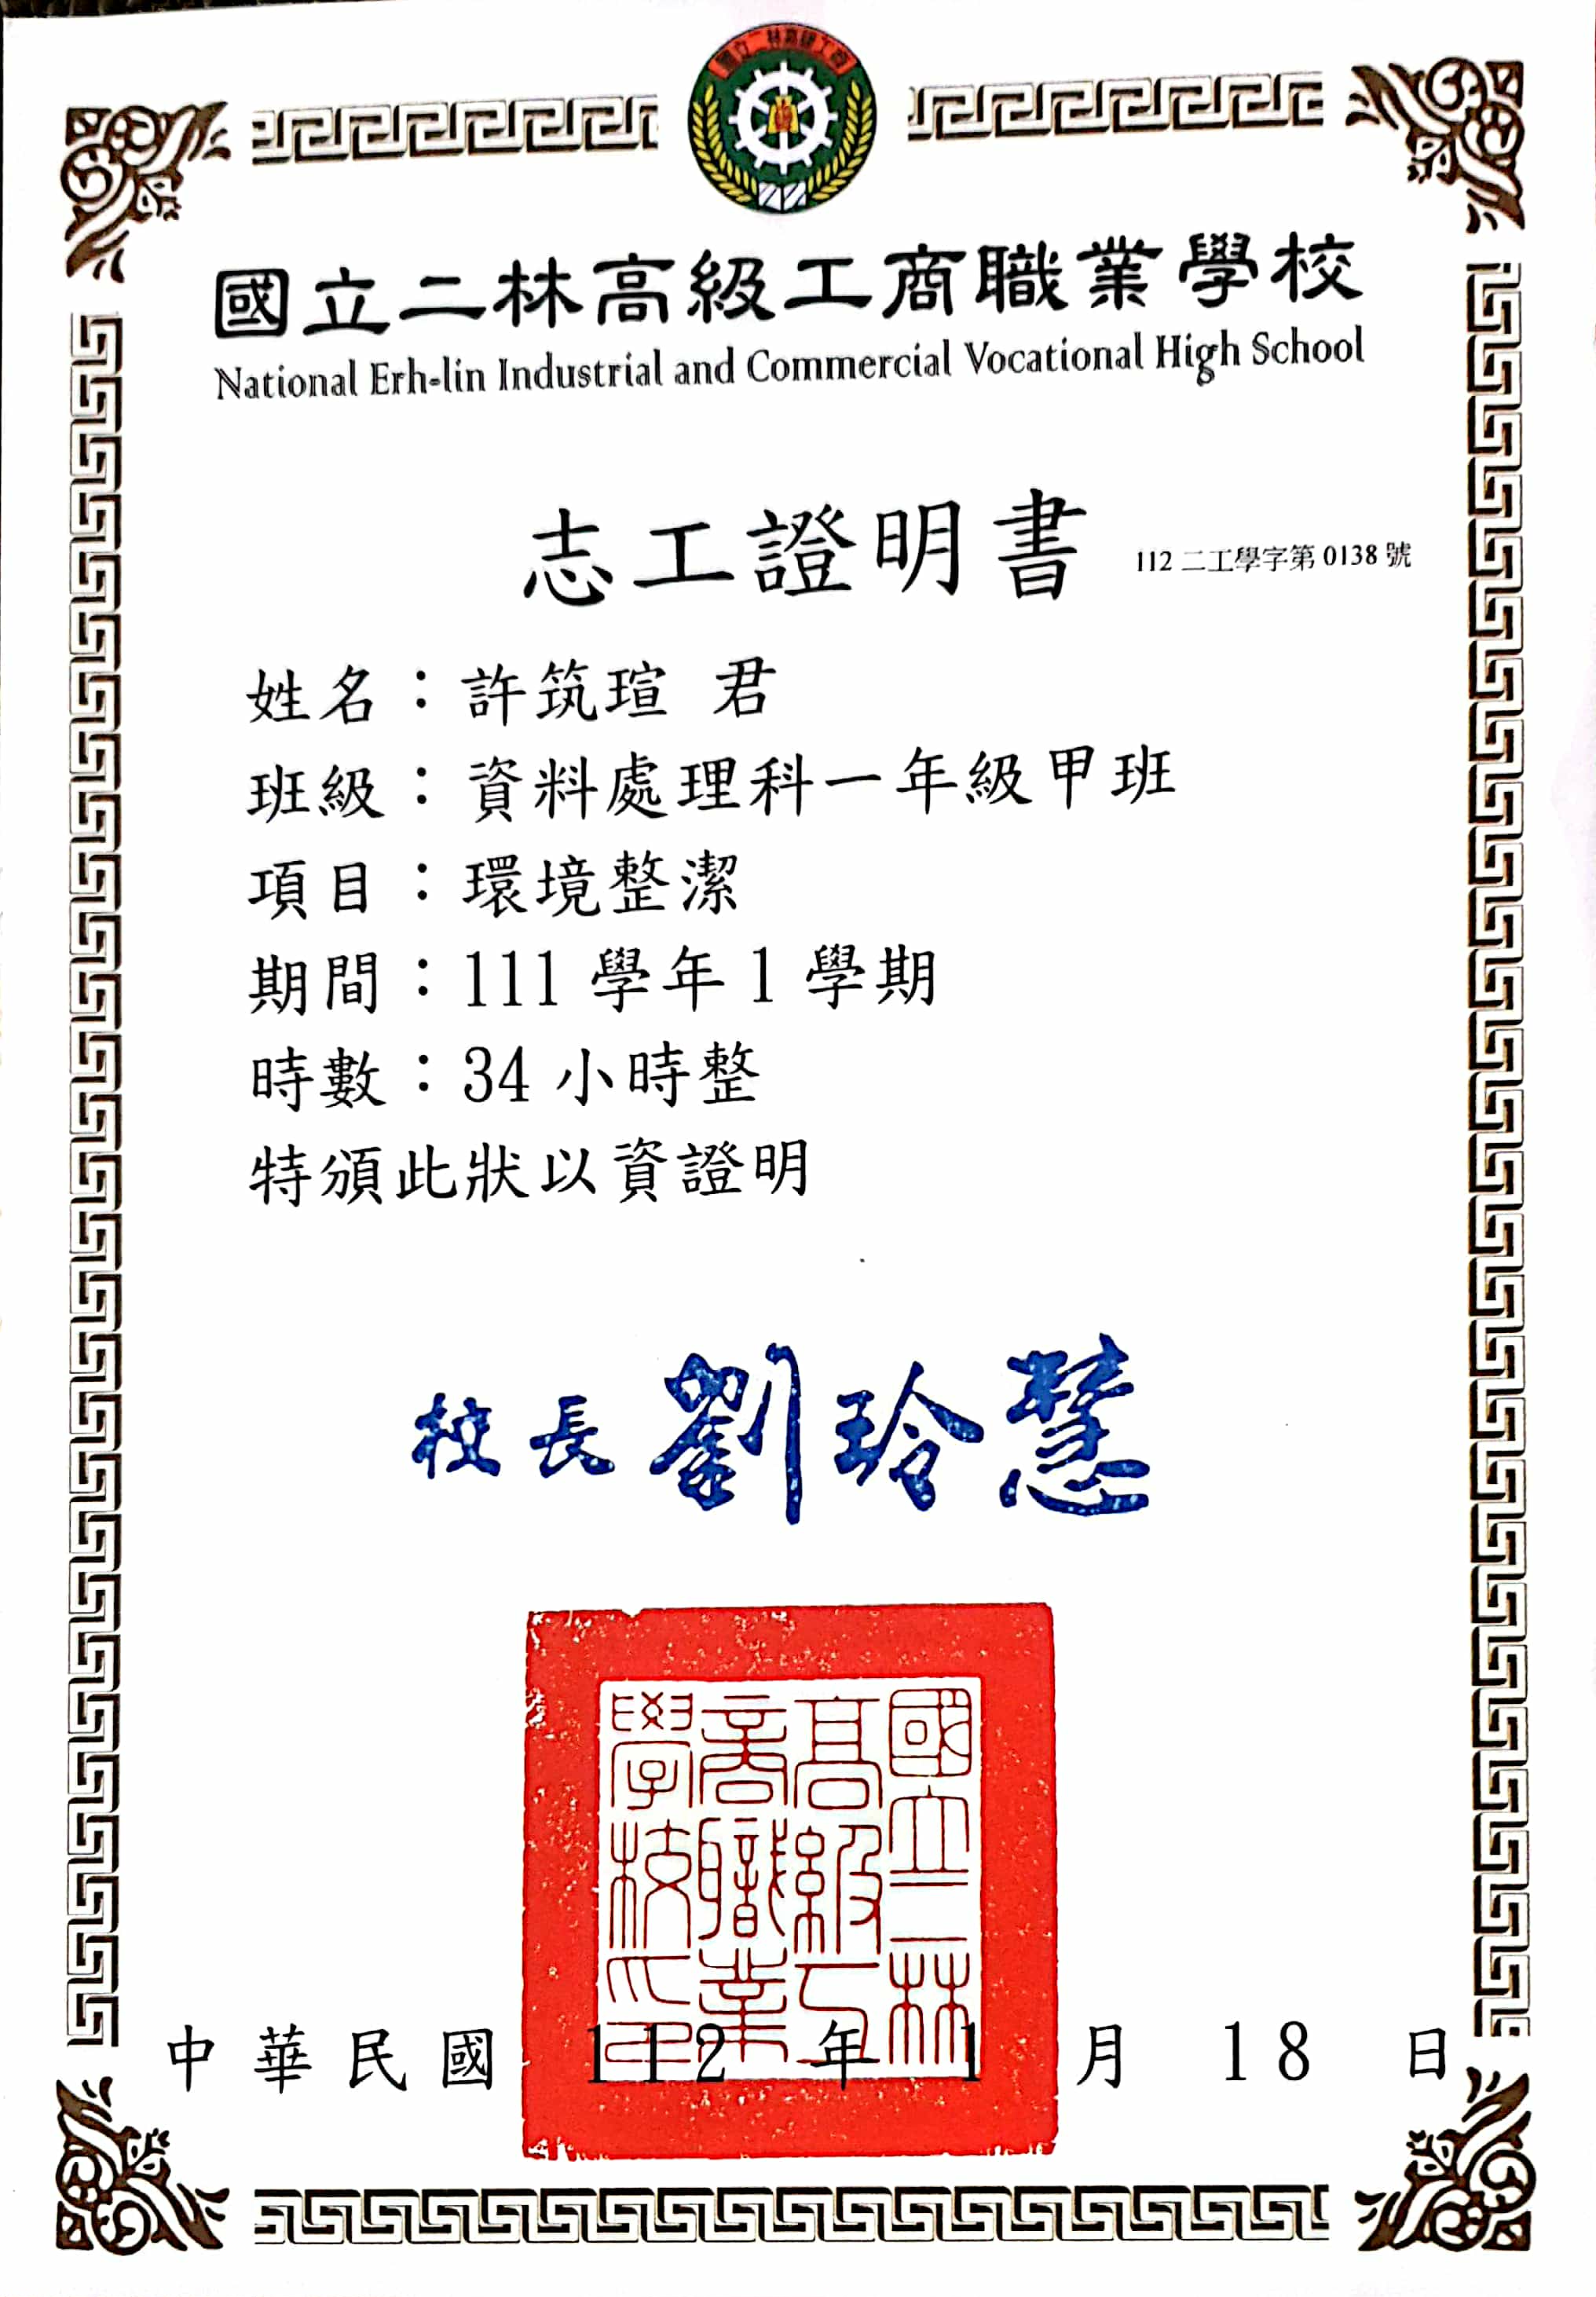 國立二林高級工商
國立二林高級工商職業學校
National Erh-lin Industrial and Commercial Vocational High School
志工證明書 112 二工學字第 0138 號
姓名：許筑瑄 君
班級：資料處理科一年級甲班
項目：環境整潔
期間：111 學年 1 學期
時數：34 小時整
特頒此狀以資證明
校長 劉玲慧
國立二林
高級工
商職業
學校印
中華民國 112 年 1 月 18 日